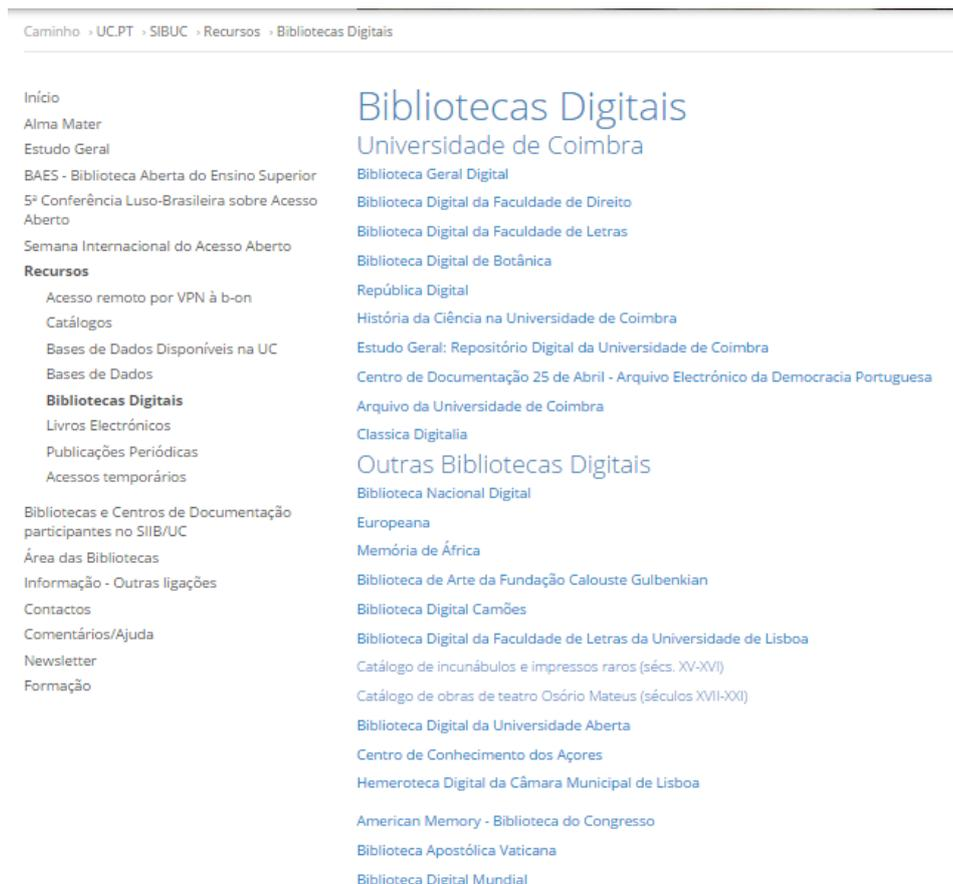 Caminho › UC.PT › SIBUC › Recursos › Bibliotecas Digitais
Início
Alma Mater
Estudo Geral
BAES - Biblioteca Aberta do Ensino Superior
5ª Conferência Luso-Brasileira sobre Acesso
Aberto
Semana Internacional do Acesso Aberto
Recursos
Acesso remoto por VPN à b-on
Catálogos
Bases de Dados Disponíveis na UC
Bases de Dados
Bibliotecas Digitais
Livros Electrónicos
Publicações Periódicas
Acessos temporários
Bibliotecas e Centros de Documentação
participantes no SIIB/UC
Área das Bibliotecas
Informação - Outras ligações
Contactos
Comentários/Ajuda
Newsletter
Formação
Bibliotecas Digitais
Universidade de Coimbra
Biblioteca Geral Digital
Biblioteca Digital da Faculdade de Direito
Biblioteca Digital da Faculdade de Letras
Biblioteca Digital de Botânica
República Digital
História da Ciência na Universidade de Coimbra
Estudo Geral: Repositório Digital da Universidade de Coimbra
Centro de Documentação 25 de Abril - Arquivo Electrónico da Democracia Portuguesa
Arquivo da Universidade de Coimbra
Classica Digitalia
Outras Bibliotecas Digitais
Biblioteca Nacional Digital
Europeana
Memória de África
Biblioteca de Arte da Fundação Calouste Gulbenkian
Biblioteca Digital Camões
Biblioteca Digital da Faculdade de Letras da Universidade de Lisboa
Catálogo de incunábulos e impressos raros (sécs. XV-XVI)
Catálogo de obras de teatro Osório Mateus (séculos XVII-XXI)
Biblioteca Digital da Universidade Aberta
Centro de Conhecimento dos Açores
Hemeroteca Digital da Câmara Municipal de Lisboa
American Memory - Biblioteca do Congresso
Biblioteca Apostólica Vaticana
Biblioteca Digital Mundial